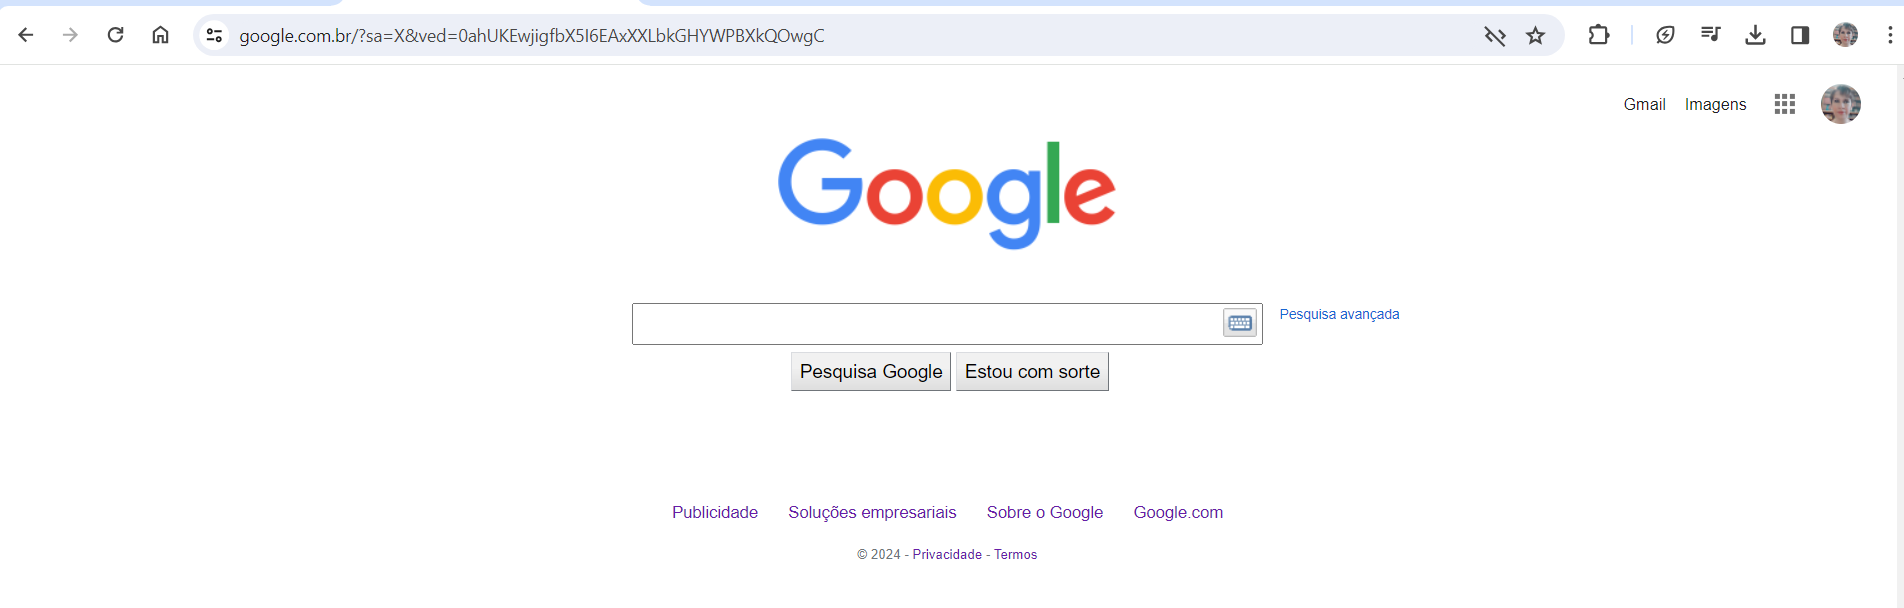 google.com.br/?sa=X&ved=0ahUKEwjigfbX5I6EAxXXLbkGHYWPBXkQOwgC
Gmail Imagens
Google
Pesquisa avançada
Pesquisa Google Estou com sorte
Publicidade Soluções empresariais Sobre o Google Google.com
© 2024 - Privacidade - Termos